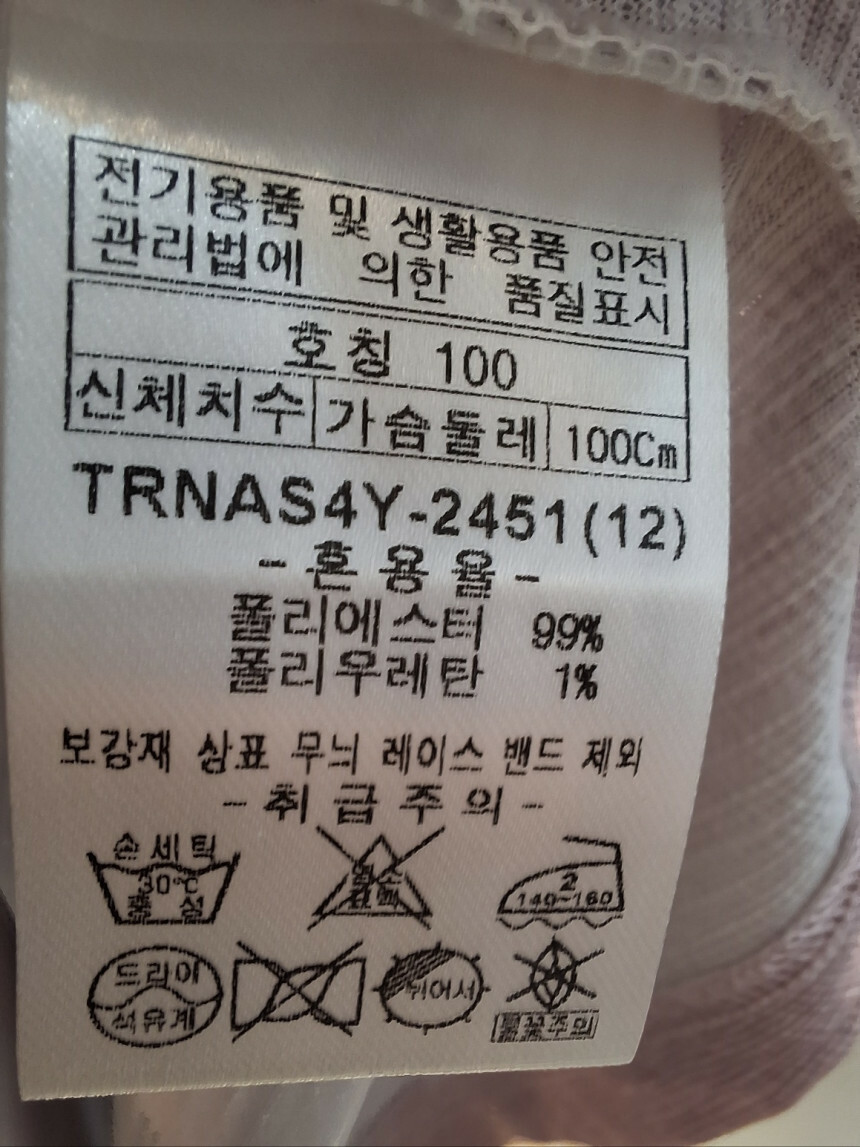 전기용품 및 생활용품 안전
관리법에 의한 품질표시
호칭 100
신체치수 가슴둘레 100Cm
TRNAS4Y-2451(12)
-혼용율-
폴리에스터 99%
폴리우레탄 1%
보강재 상표 무늬 레이스 밴드 제외
-취급주의-
손세탁
30℃
중성
염소
표백
2
140~160
드라이
석유계
뉘어서
불꽃주의